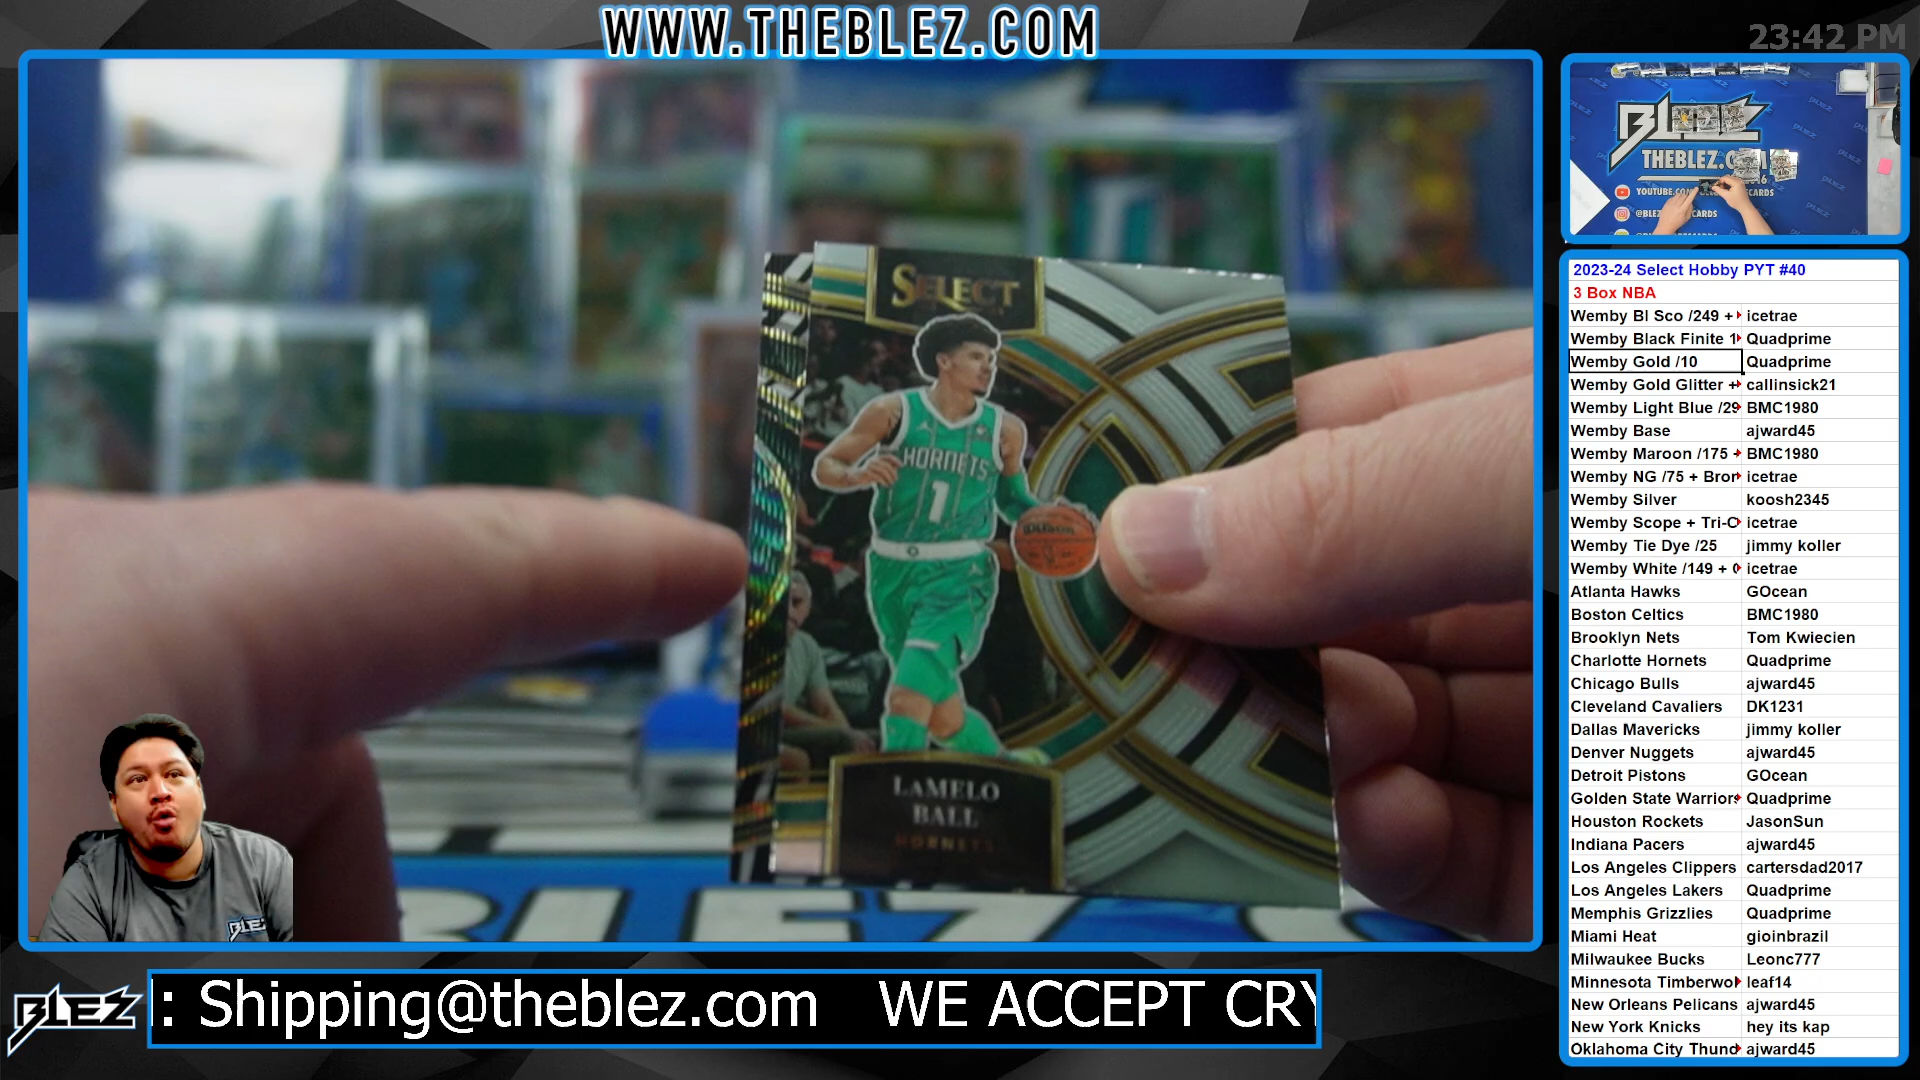 WWW.THEBLEZ.COM
23:42 PM
SELECT
HORNETS
1
Wilson
LAMELO
BALL
HORNETS
BLEZ
BLEZ
THEBLEZ.C
@BLEZ
CARDS
2023-24 Select Hobby PYT #40
3 Box NBA
Wemby Bl Sco /249 + icetrae
Wemby Black Finite 1 Quadprime
Wemby Gold /10 Quadprime
Wemby Gold Glitter + callinsick21
Wemby Light Blue /29 BMC1980
Wemby Base ajward45
Wemby Maroon /175 + BMC1980
Wemby NG /75 + Bron icetrae
Wemby Silver koosh2345
Wemby Scope + Tri-C icetrae
Wemby Tie Dye /25 jimmy koller
Wemby White /149 + icetrae
Atlanta Hawks GOcean
Boston Celtics BMC1980
Brooklyn Nets Tom Kwiecien
Charlotte Hornets Quadprime
Chicago Bulls ajward45
Cleveland Cavaliers DK1231
Dallas Mavericks jimmy koller
Denver Nuggets ajward45
Detroit Pistons GOcean
Golden State Warriors Quadprime
Houston Rockets JasonSun
Indiana Pacers ajward45
Los Angeles Clippers cartersdad2017
Los Angeles Lakers Quadprime
Memphis Grizzlies Quadprime
Miami Heat gioinbrazil
Milwaukee Bucks Leonc777
Minnesota Timberwol leaf14
New Orleans Pelicans ajward45
New York Knicks hey its kap
Oklahoma City Thund ajward45
BLEZ
: Shipping@theblez.com WE ACCEPT CRY